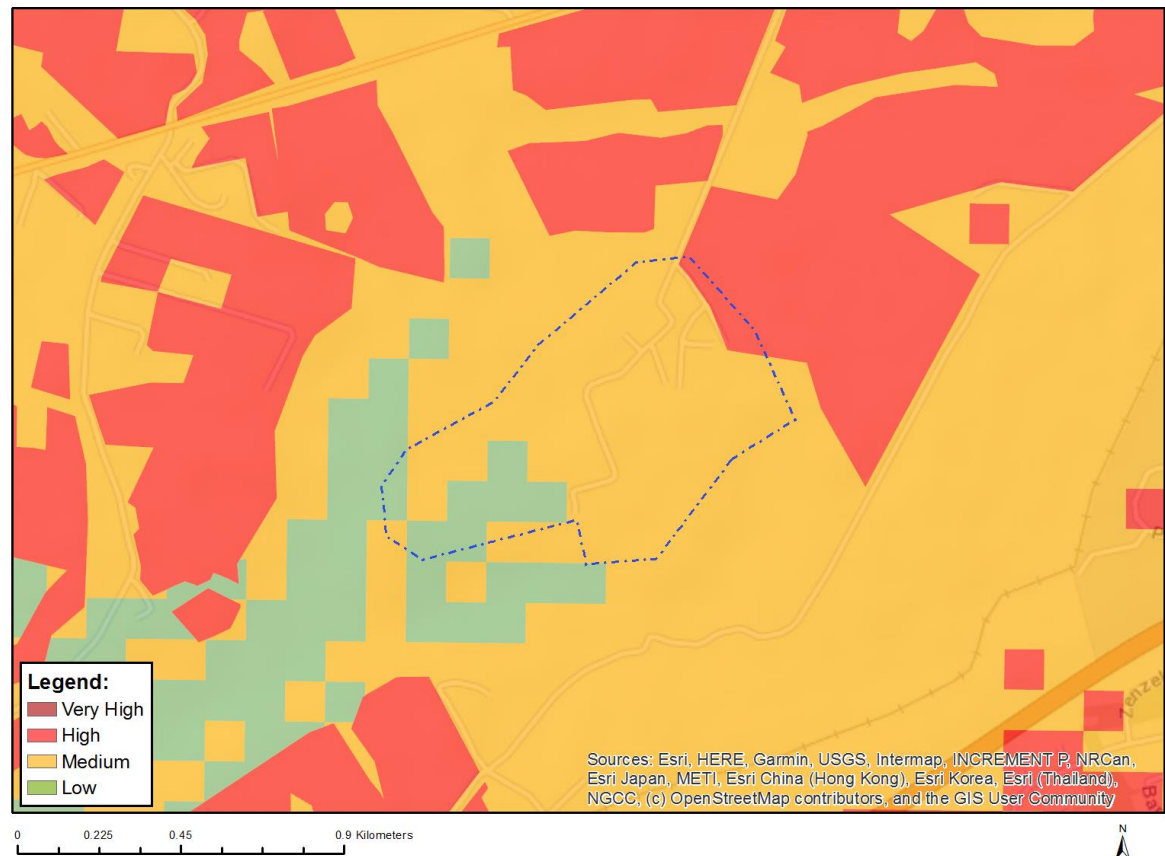 Zenzele
Legend:
Very High
High
Medium
Low
Sources: Esri, HERE, Garmin, USGS, Intermap, INCREMENT P, NRCan,
Esri Japan, METI, Esri China (Hong Kong), Esri Korea, Esri (Thailand),
NGCC, (c) OpenStreetMap contributors, and the GIS User Community
0 0.225 0.45 0.9 Kilometers
N